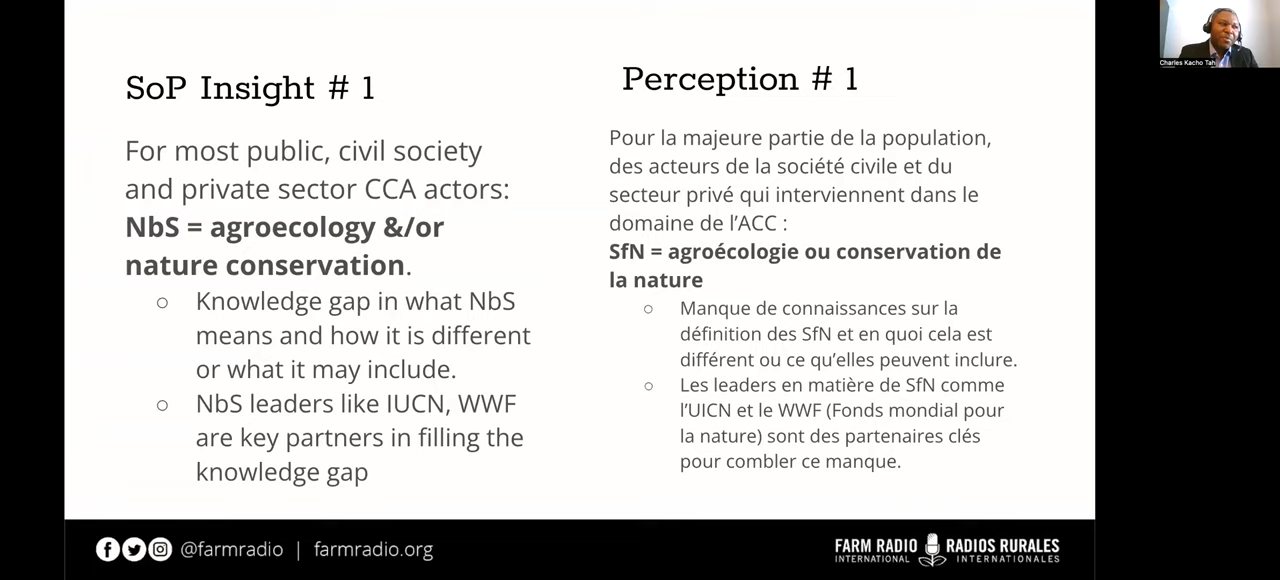 SoP Insight # 1
For most public, civil society
and private sector CCA actors:
NbS = agroecology &/or
nature conservation.
○ Knowledge gap in what NbS
means and how it is different
or what it may include.
○ NbS leaders like IUCN, WWF
are key partners in filling the
knowledge gap
Perception # 1
Pour la majeure partie de la population,
des acteurs de la société civile et du
secteur privé qui interviennent dans le
domaine de l’ACC :
SfN = agroécologie ou conservation de
la nature
○ Manque de connaissances sur la
définition des SfN et en quoi cela est
différent ou ce qu’elles peuvent inclure.
○ Les leaders en matière de SfN comme
l’UICN et le WWF (Fonds mondial pour
la nature) sont des partenaires clés
pour combler ce manque.
@farmradio | farmradio.org
FARM RADIO
INTERNATIONAL
RADIOS RURALES
INTERNATIONALES
Charles Kacho Tah